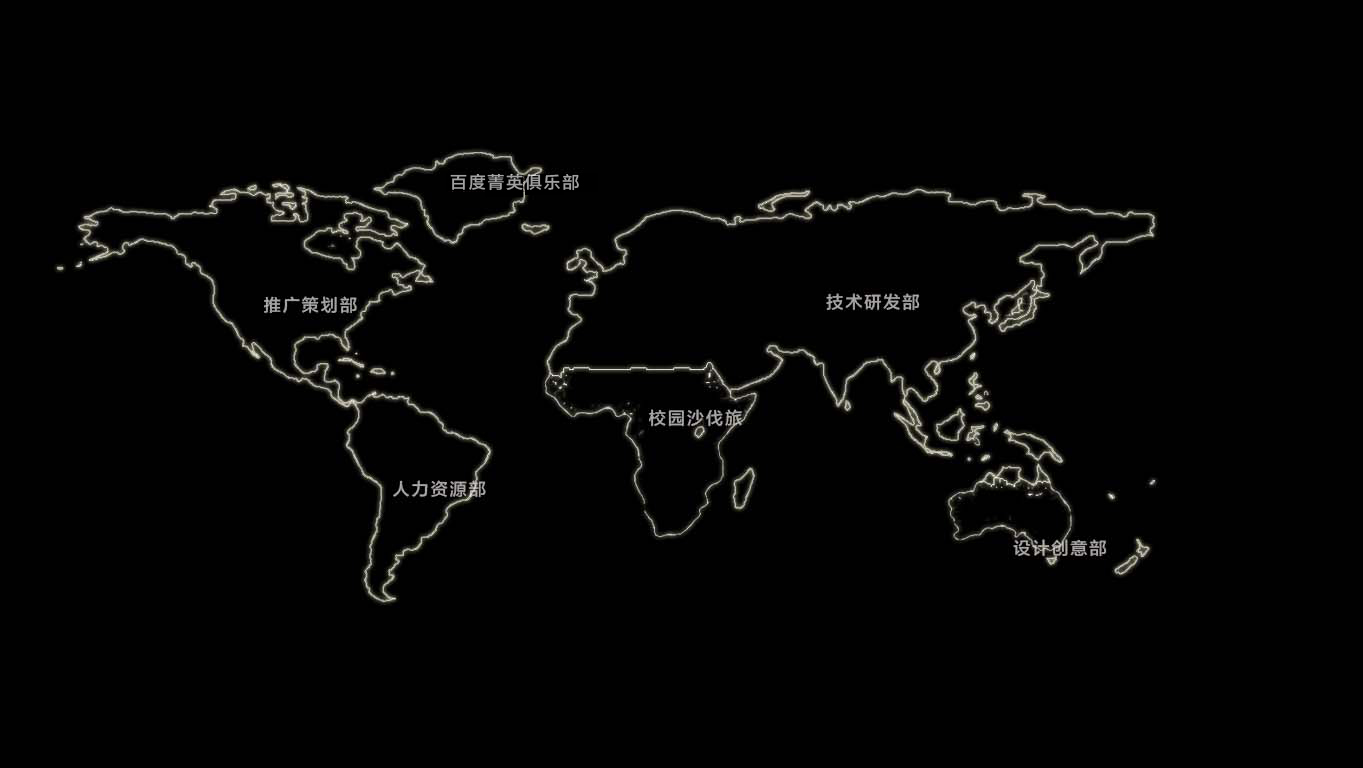 百度菁英俱乐部
推广策划部
技术研发部
校园沙伐旅
人力资源部
设计创意部